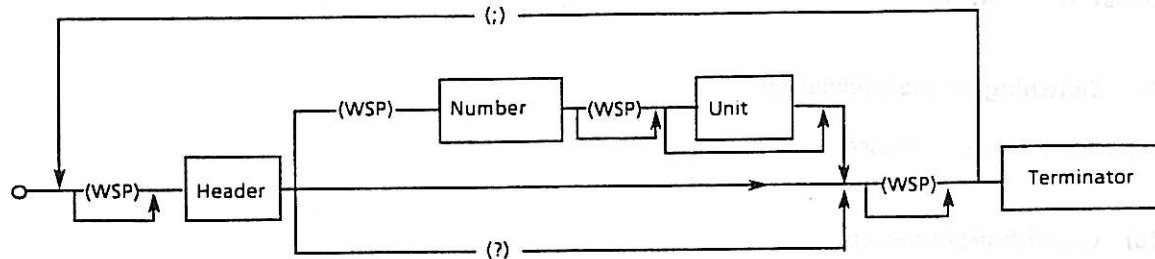 (;)
(WSP) Number (WSP) Unit
(WSP) Header (WSP) Terminator
(?)